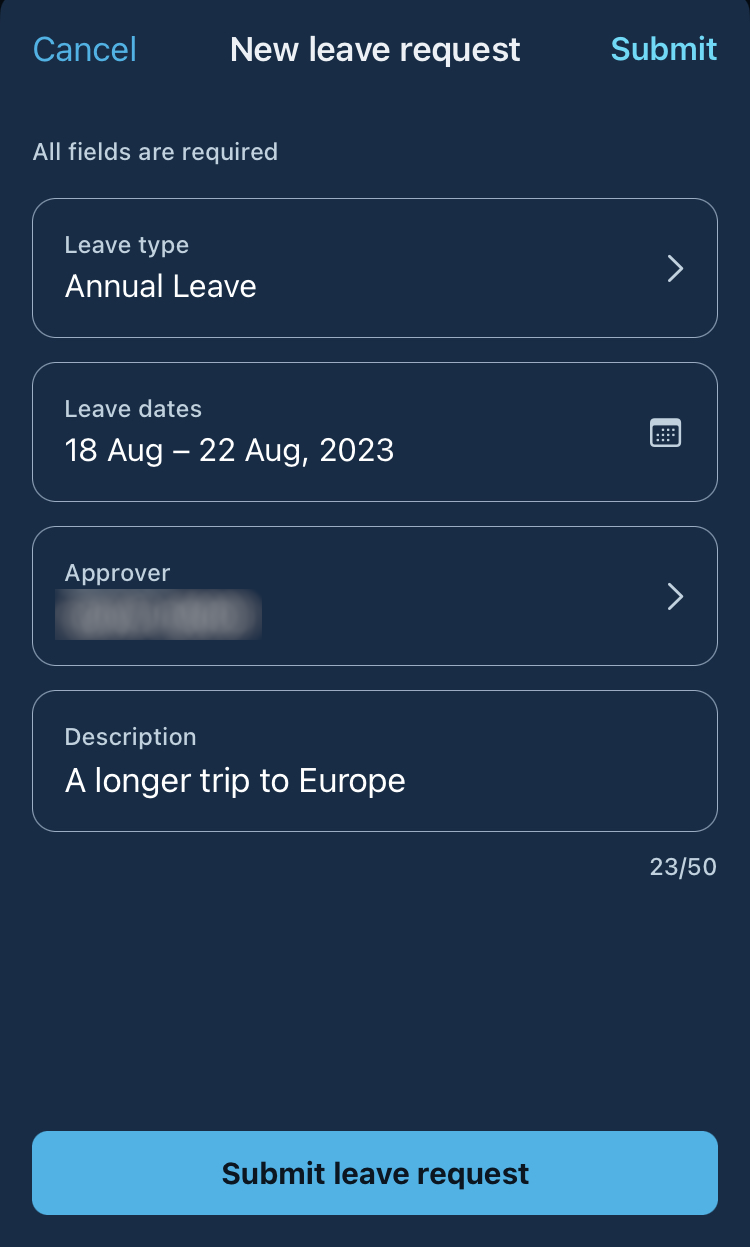 Cancel New leave request Submit
All fields are required
Leave type
Annual Leave
Leave dates
18 Aug – 22 Aug, 2023
Approver
Description
A longer trip to Europe
23/50
Submit leave request